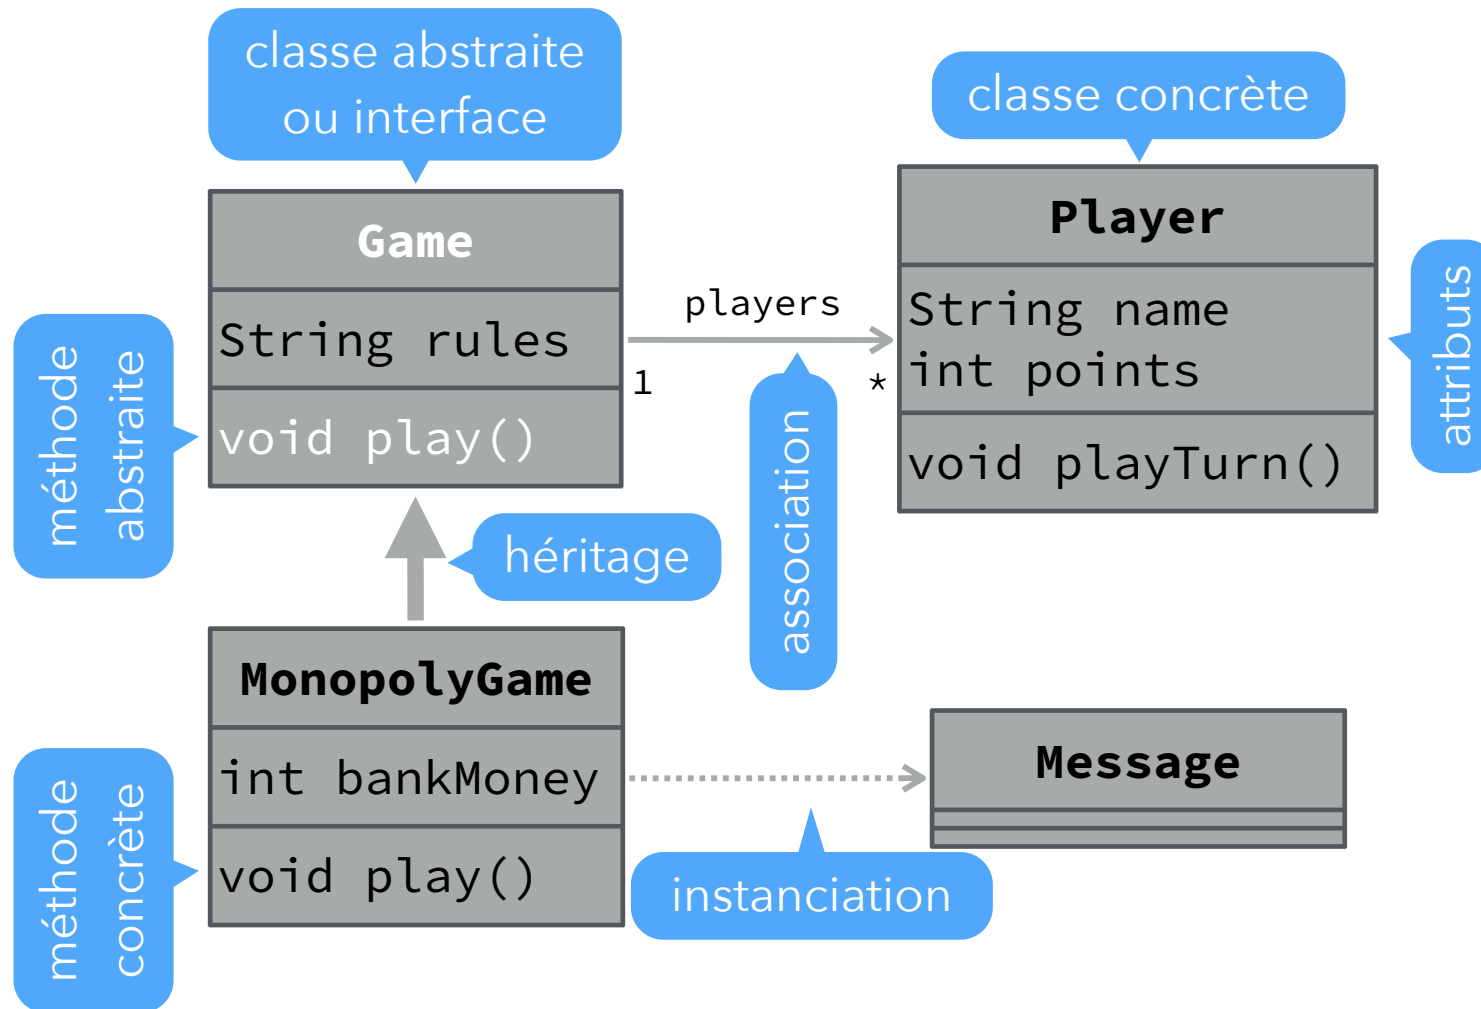 classe abstraite
ou interface
classe concrète
Game
String rules
void play()
méthode
abstraite
players
1
*
association
Player
String name
int points
void playTurn()
attributs
héritage
MonopolyGame
int bankMoney
void play()
méthode
concrète
instanciation
Message